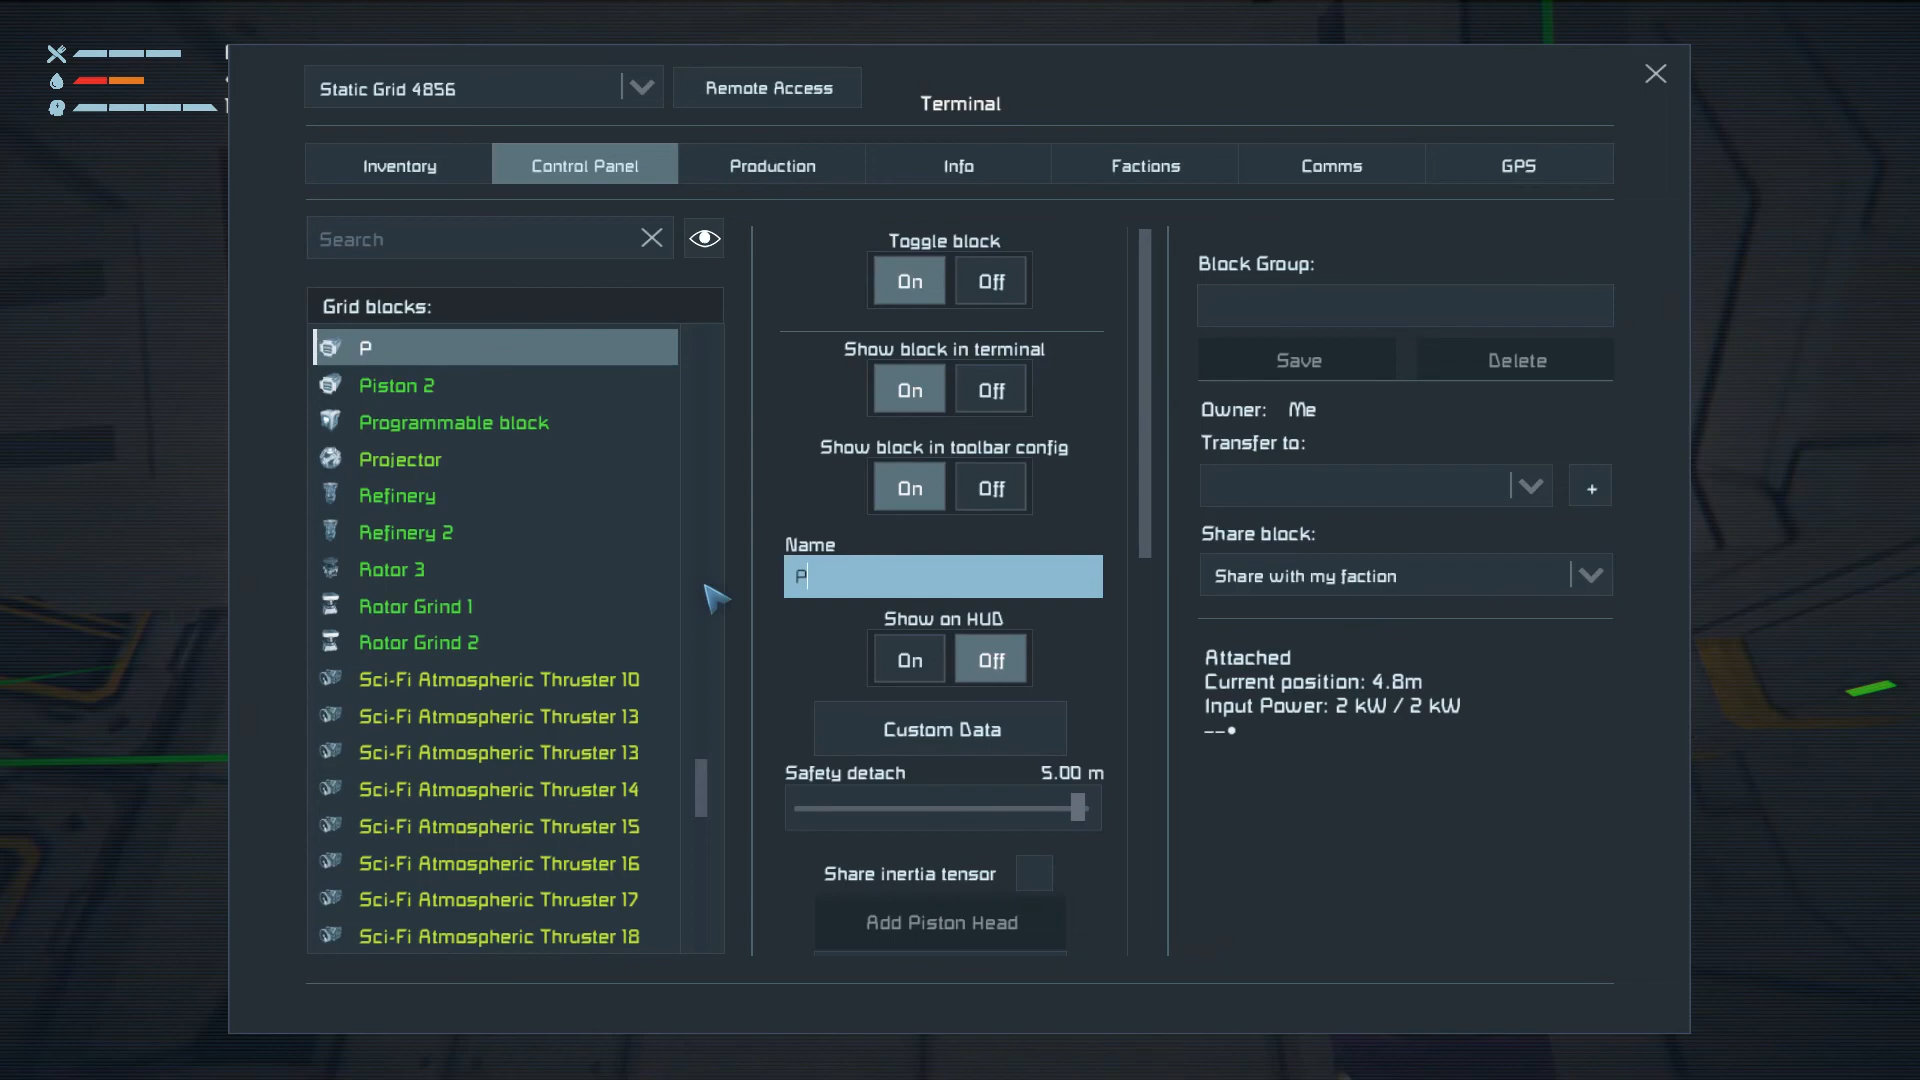 Static Grid 4856
Remote Access
Terminal
Inventory
Control Panel
Production
Info
Factions
Comms
GPS
Search
Grid blocks:
P
Piston 2
Programmable block
Projector
Refinery
Refinery 2
Rotor 3
Rotor Grind 1
Rotor Grind 2
Sci-Fi Atmospheric Thruster 10
Sci-Fi Atmospheric Thruster 13
Sci-Fi Atmospheric Thruster 13
Sci-Fi Atmospheric Thruster 14
Sci-Fi Atmospheric Thruster 15
Sci-Fi Atmospheric Thruster 16
Sci-Fi Atmospheric Thruster 17
Sci-Fi Atmospheric Thruster 18
Toggle block
On
Off
Show block in terminal
On
Off
Show block in toolbar config
On
Off
Name
P
Show on HUD
On
Off
Custom Data
Safety detach
5.00 m
Share inertia tensor
Add Piston Head
Block Group:
Save
Delete
Owner: Me
Transfer to:
+
Share block:
Share with my faction
Attached
Current position: 4.8m
Input Power: 2 kW / 2 kW
--•